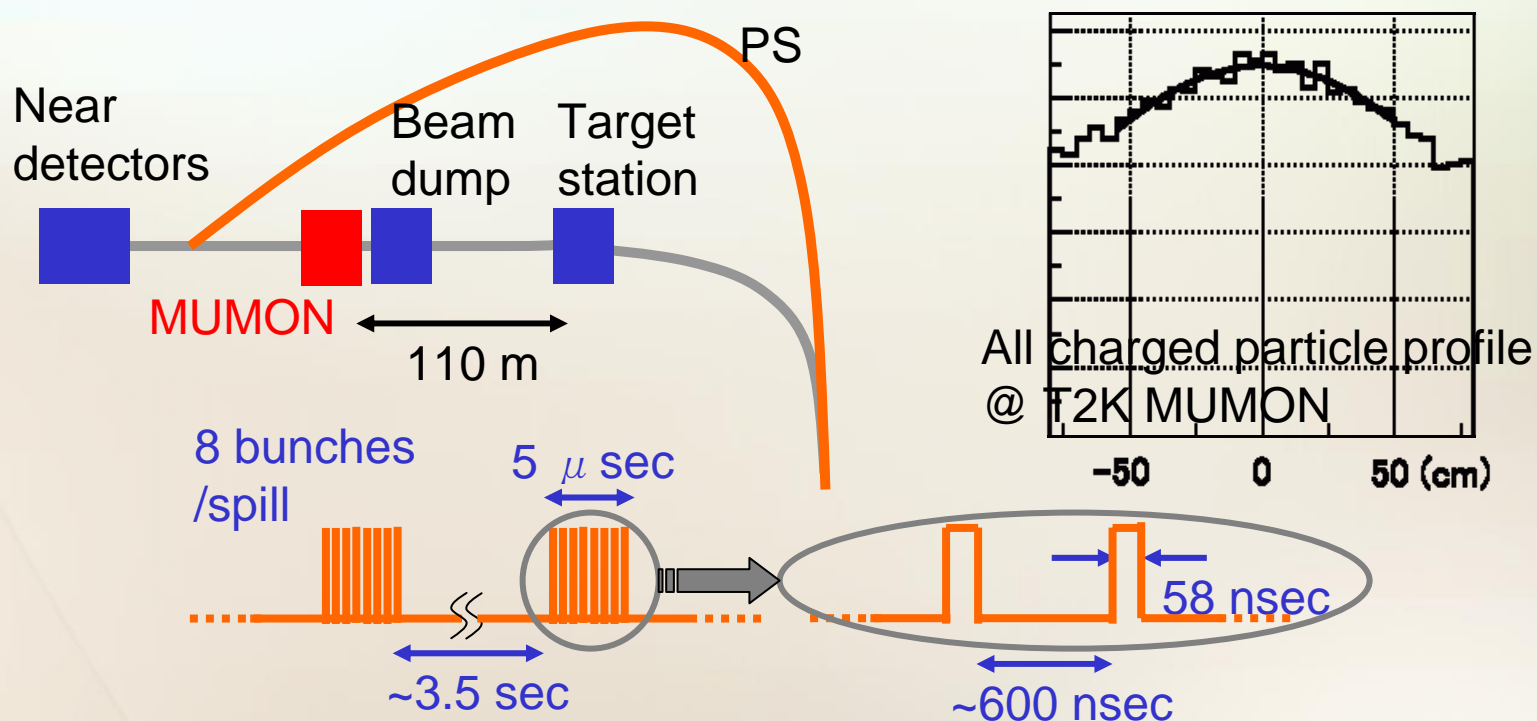 PS
Near
detectors
Beam
dump
Target
station
MUMON
110 m
All charged particle profile
@ T2K MUMON
-50 0 50 (cm)
8 bunches
/spill
5 μ sec
58 nsec
~3.5 sec
~600 nsec